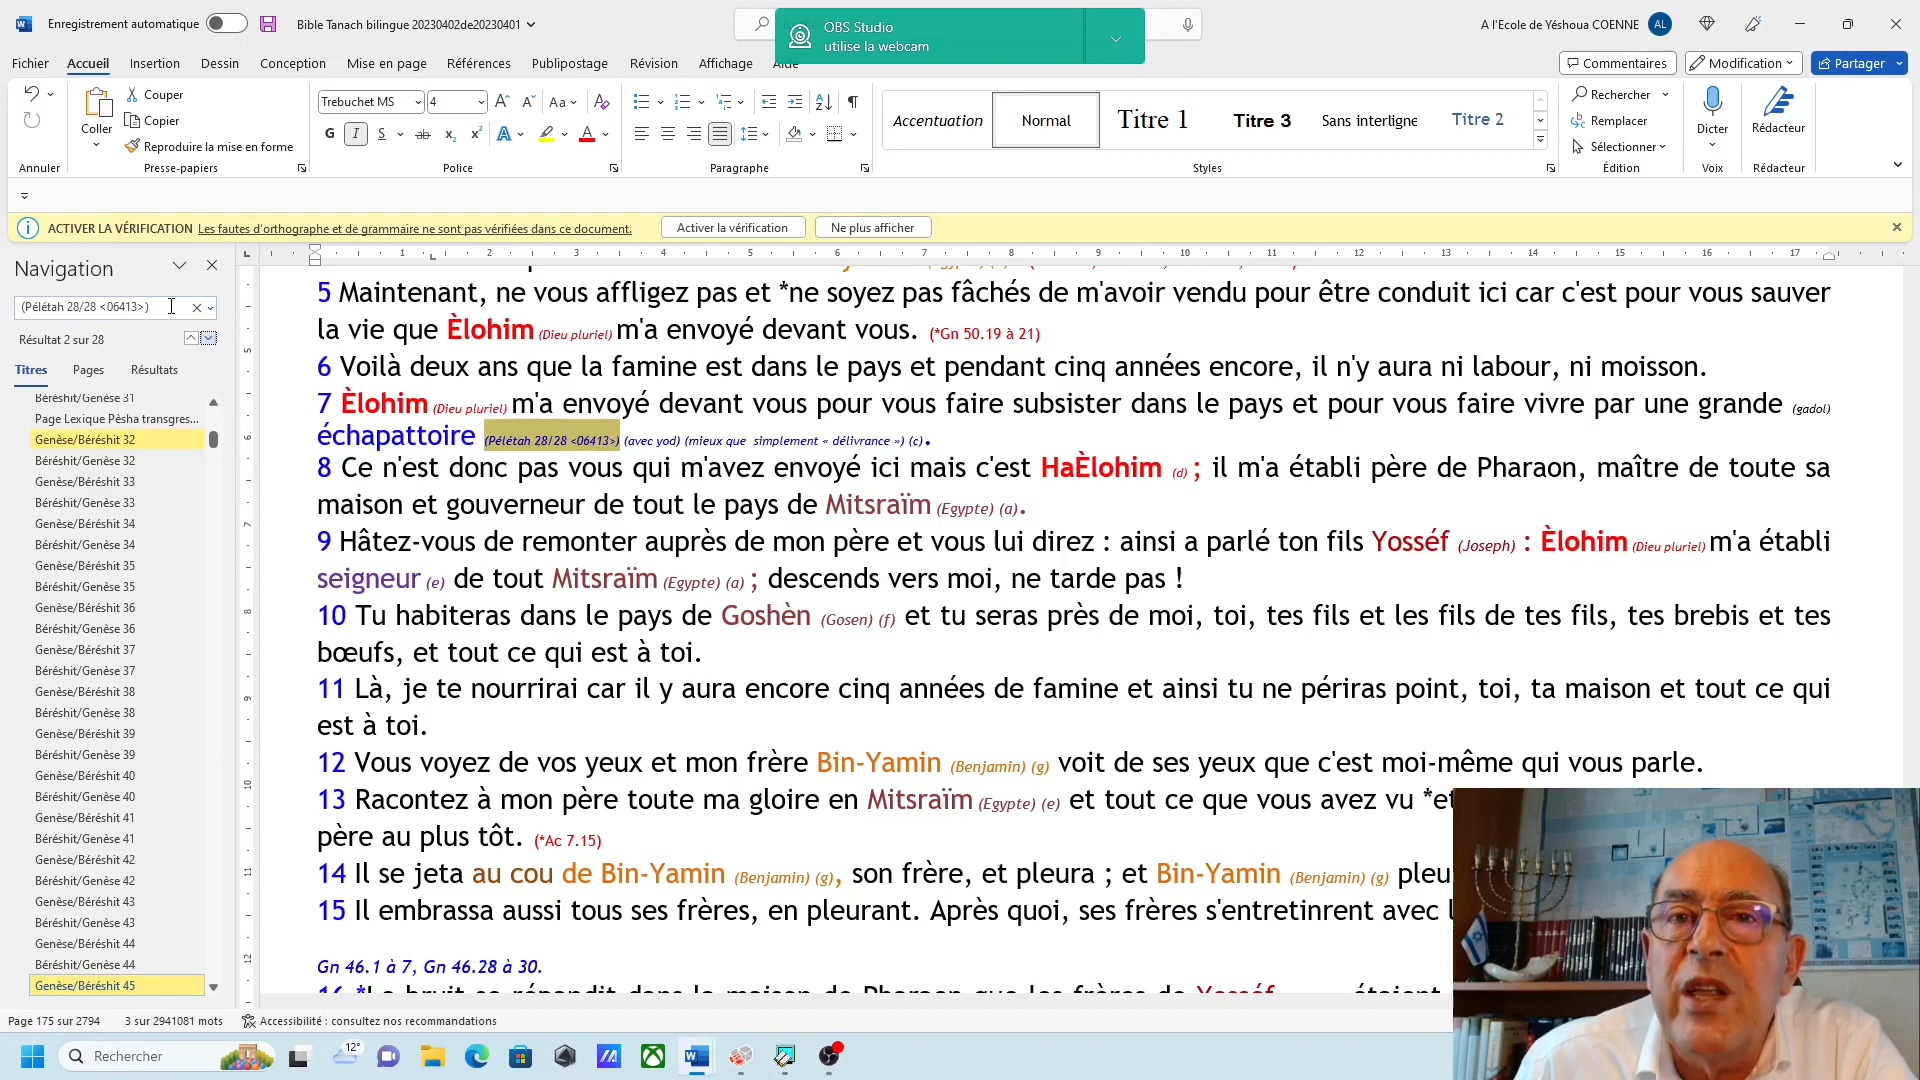 Enregistrement automatique
Bible Tanach bilingue 20230402de20230401
OBS Studio
utilise la webcam
A l'Ecole de Yéshoua COENNE
AL
Fichier
Accueil
Insertion
Dessin
Conception
Mise en page
Références
Publipostage
Révision
Affichage
Aide
Commentaires
Modification
Partager
Coller
Couper
Copier
Reproduire la mise en forme
Trebuchet MS
4
Accentuation
Normal
Titre 1
Titre 3
Sans interligne
Titre 2
Rechercher
Remplacer
Sélectionner
Dicter
Rédacteur
Annuler
Presse-papiers
Police
Paragraphe
Styles
Édition
Voix
Rédacteur
ACTIVER LA VÉRIFICATION Les fautes d'orthographe et de grammaire ne sont pas vérifiées dans ce document.
Activer la vérification
Ne plus afficher
Navigation
(Pélétah 28/28 <06413>)
Résultat 2 sur 28
Titres
Pages
Résultats
Béréshit/Genèse 31
Page Lexique Pèsha transgres...
Genèse/Béréshit 32
Béréshit/Genèse 32
Genèse/Béréshit 33
Béréshit/Genèse 33
Genèse/Béréshit 34
Béréshit/Genèse 34
Genèse/Béréshit 35
Béréshit/Genèse 35
Genèse/Béréshit 36
Béréshit/Genèse 36
Genèse/Béréshit 37
Béréshit/Genèse 37
Genèse/Béréshit 38
Béréshit/Genèse 38
Genèse/Béréshit 39
Béréshit/Genèse 39
Genèse/Béréshit 40
Béréshit/Genèse 40
Genèse/Béréshit 41
Béréshit/Genèse 41
Genèse/Béréshit 42
Béréshit/Genèse 42
Genèse/Béréshit 43
Béréshit/Genèse 43
Genèse/Béréshit 44
Béréshit/Genèse 44
Genèse/Béréshit 45
5 Maintenant, ne vous affligez pas et *ne soyez pas fâchés de m'avoir vendu pour être conduit ici car c'est pour vous sauver
la vie que Èlohim (Dieu pluriel) m'a envoyé devant vous. (*Gn 50.19 à 21)
6 Voilà deux ans que la famine est dans le pays et pendant cinq années encore, il n'y aura ni labour, ni moisson.
7 Èlohim (Dieu pluriel) m'a envoyé devant vous pour vous faire subsister dans le pays et pour vous faire vivre par une grande (gadol)
échapattoire (Pélétah 28/28 <06413>) (avec yod) (mieux que simplement « délivrance ») (c).
8 Ce n'est donc pas vous qui m'avez envoyé ici mais c'est HaÈlohim (d) ; il m'a établi père de Pharaon, maître de toute sa
maison et gouverneur de tout le pays de Mitsraïm (Egypte) (a).
9 Hâtez-vous de remonter auprès de mon père et vous lui direz : ainsi a parlé ton fils Yosséf (Joseph) : Èlohim (Dieu pluriel) m'a établi
seigneur (e) de tout Mitsraïm (Egypte) (a) ; descends vers moi, ne tarde pas !
10 Tu habiteras dans le pays de Goshèn (Gosen) (f) et tu seras près de moi, toi, tes fils et les fils de tes fils, tes brebis et tes
bœufs, et tout ce qui est à toi.
11 Là, je te nourrirai car il y aura encore cinq années de famine et ainsi tu ne périras point, toi, ta maison et tout ce qui
est à toi.
12 Vous voyez de vos yeux et mon frère Bin-Yamin (Benjamin) (g) voit de ses yeux que c'est moi-même qui vous parle.
13 Racontez à mon père toute ma gloire en Mitsraïm (Egypte) (e) et tout ce que vous avez vu *et
père au plus tôt. (*Ac 7.15)
14 Il se jeta au cou de Bin-Yamin (Benjamin) (g), son frère, et pleura ; et Bin-Yamin (Benjamin) (g) pleu
15 Il embrassa aussi tous ses frères, en pleurant. Après quoi, ses frères s'entretinrent avec l
Gn 46.1 à 7, Gn 46.28 à 30.
16 *Le bruit se répandit dans la maison de Pharaon que les frères de Yosséf étaient
Page 175 sur 2794
3 sur 2941081 mots
Accessibilité : consultez nos recommandations
Rechercher
12°